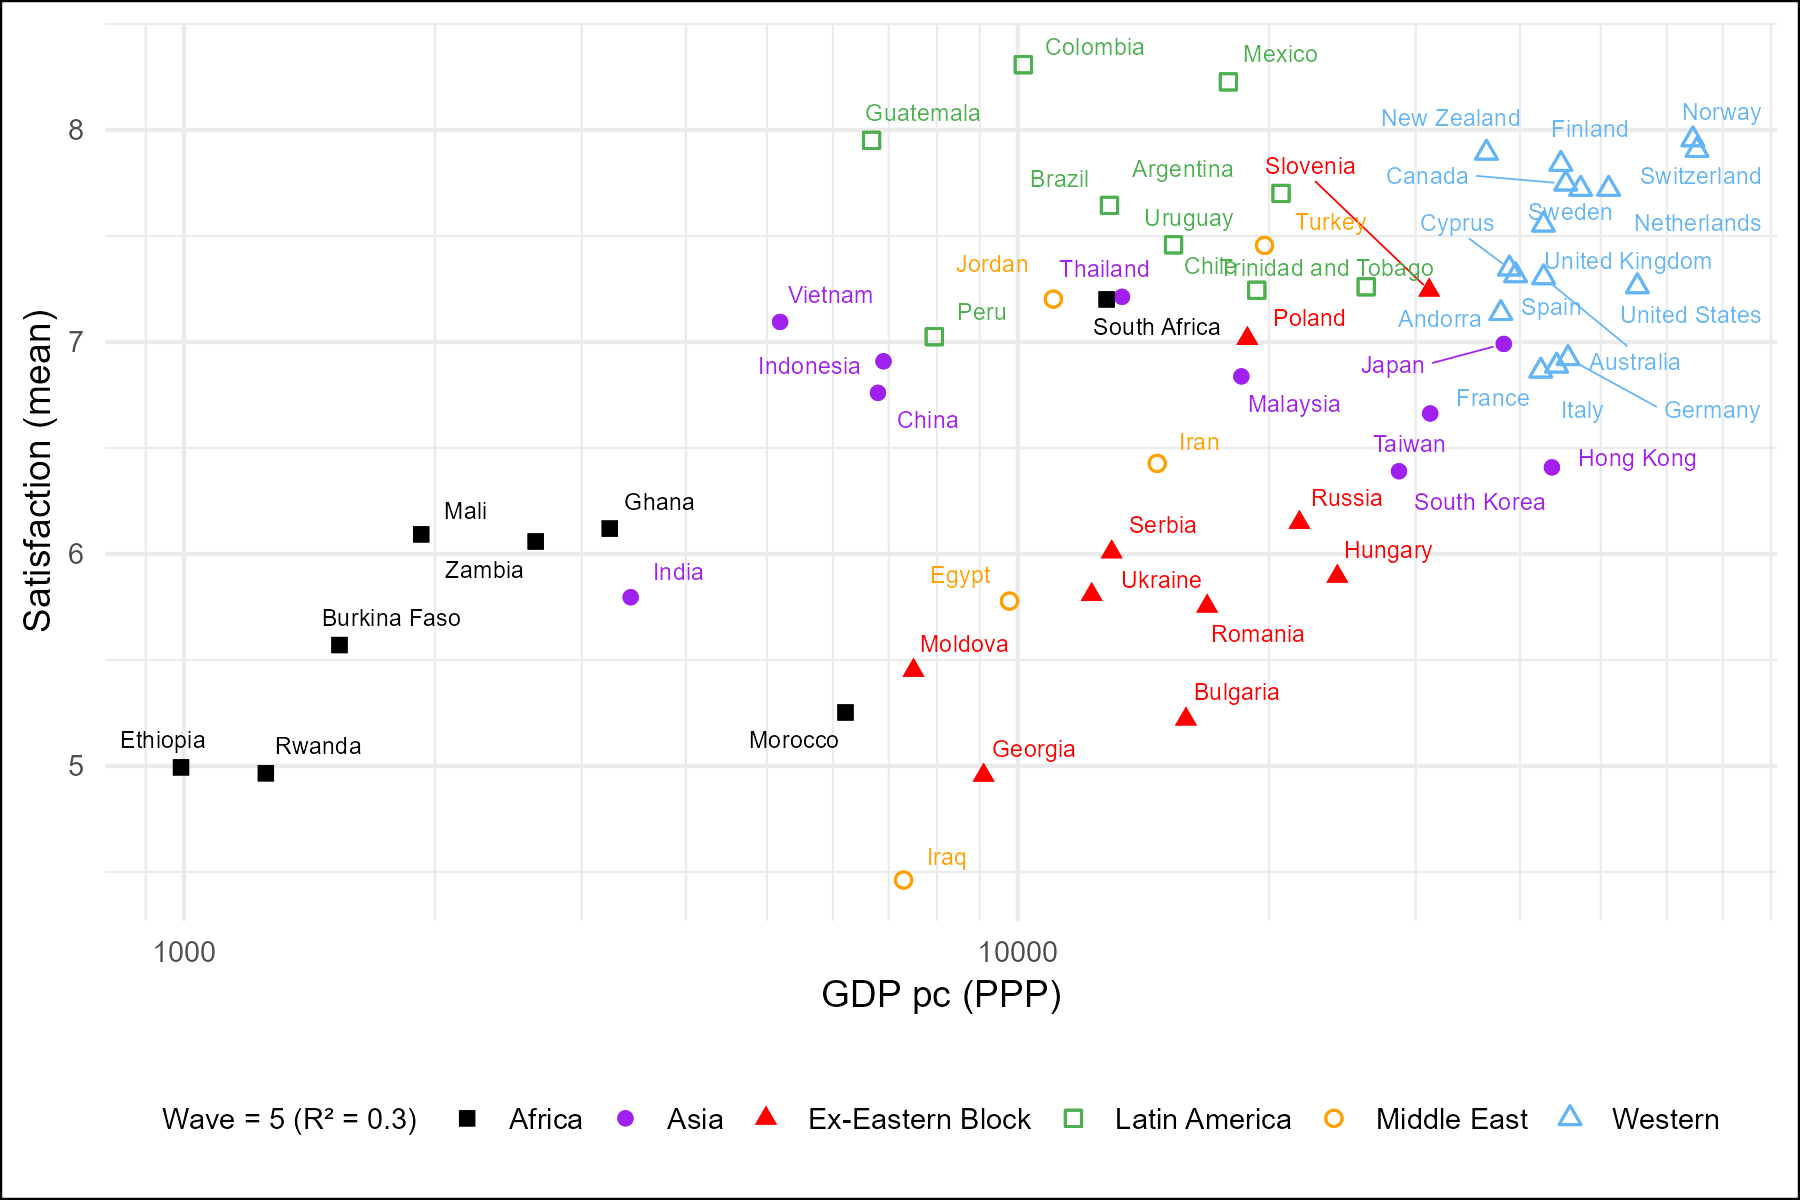 Colombia
Mexico
Guatemala
Norway
New Zealand
8
Finland
Slovenia
Argentina
Brazil
Canada
Switzerland
Sweden
Uruguay
Turkey
Cyprus
Netherlands
Jordan
Thailand
Chile
Trinidad and Tobago
United Kingdom
Vietnam
Peru
Spain
United States
Andorra
Poland
South Africa
7
Indonesia
Japan
Australia
China
Malaysia
France
Italy
Germany
Iran
Taiwan
Hong Kong
Satisfaction (mean)
Mali
Ghana
Russia
South Korea
Serbia
6
Hungary
Zambia
India
Egypt
Ukraine
Burkina Faso
Romania
Moldova
Bulgaria
Ethiopia
Rwanda
Morocco
Georgia
5
Iraq
1000
10000
GDP pc (PPP)
Wave = 5 (R² = 0.3)
Africa
Asia
Ex-Eastern Block
Latin America
Middle East
Western